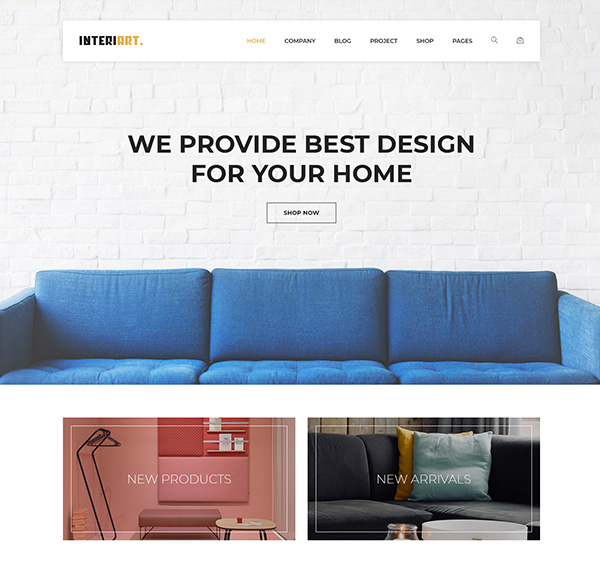 INTERIART.
HOME COMPANY BLOG PROJECT SHOP PAGES
WE PROVIDE BEST DESIGN
FOR YOUR HOME
SHOP NOW
NEW PRODUCTS
NEW ARRIVALS